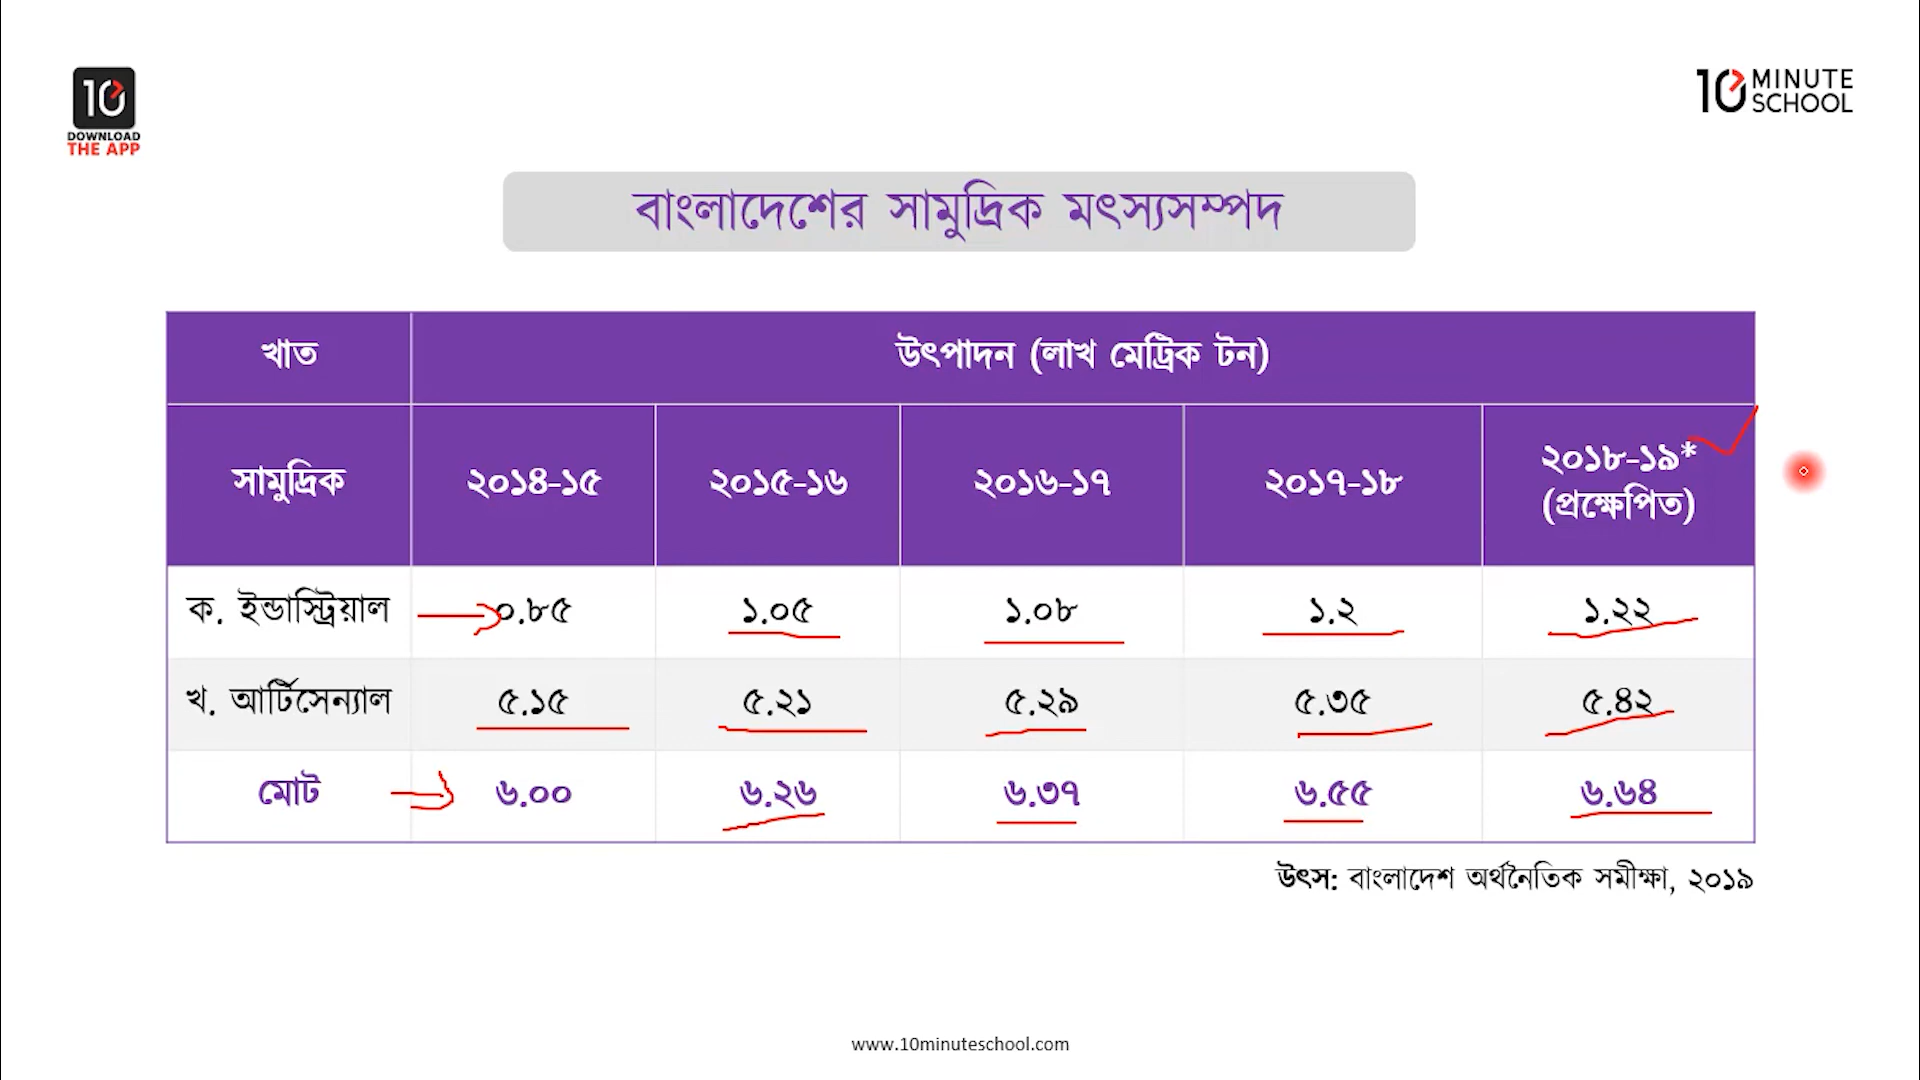 10
DOWNLOAD
THE APP
10 MINUTE
SCHOOL
বাংলাদেশের সামুদ্রিক মৎস্যসম্পদ
খাত উৎপাদন (লাখ মেট্রিক টন)
সামুদ্রিক ২০১৪-১৫ ২০১৫-১৬ ২০১৬-১৭ ২০১৭-১৮ ২০১৮-১৯* (প্রক্ষেপিত)
ক. ইন্ডাস্ট্রিয়াল ০.৮৫ ১.০৫ ১.০৮ ১.২ ১.২২
খ. আর্টিসেন্যাল ৫.১৫ ৫.২১ ৫.২৯ ৫.৩৫ ৫.৪২
মোট ৬.০০ ৬.২৬ ৬.৩৭ ৬.৫৫ ৬.৬৪
উৎস: বাংলাদেশ অর্থনৈতিক সমীক্ষা, ২০১৯
www.10minuteschool.com